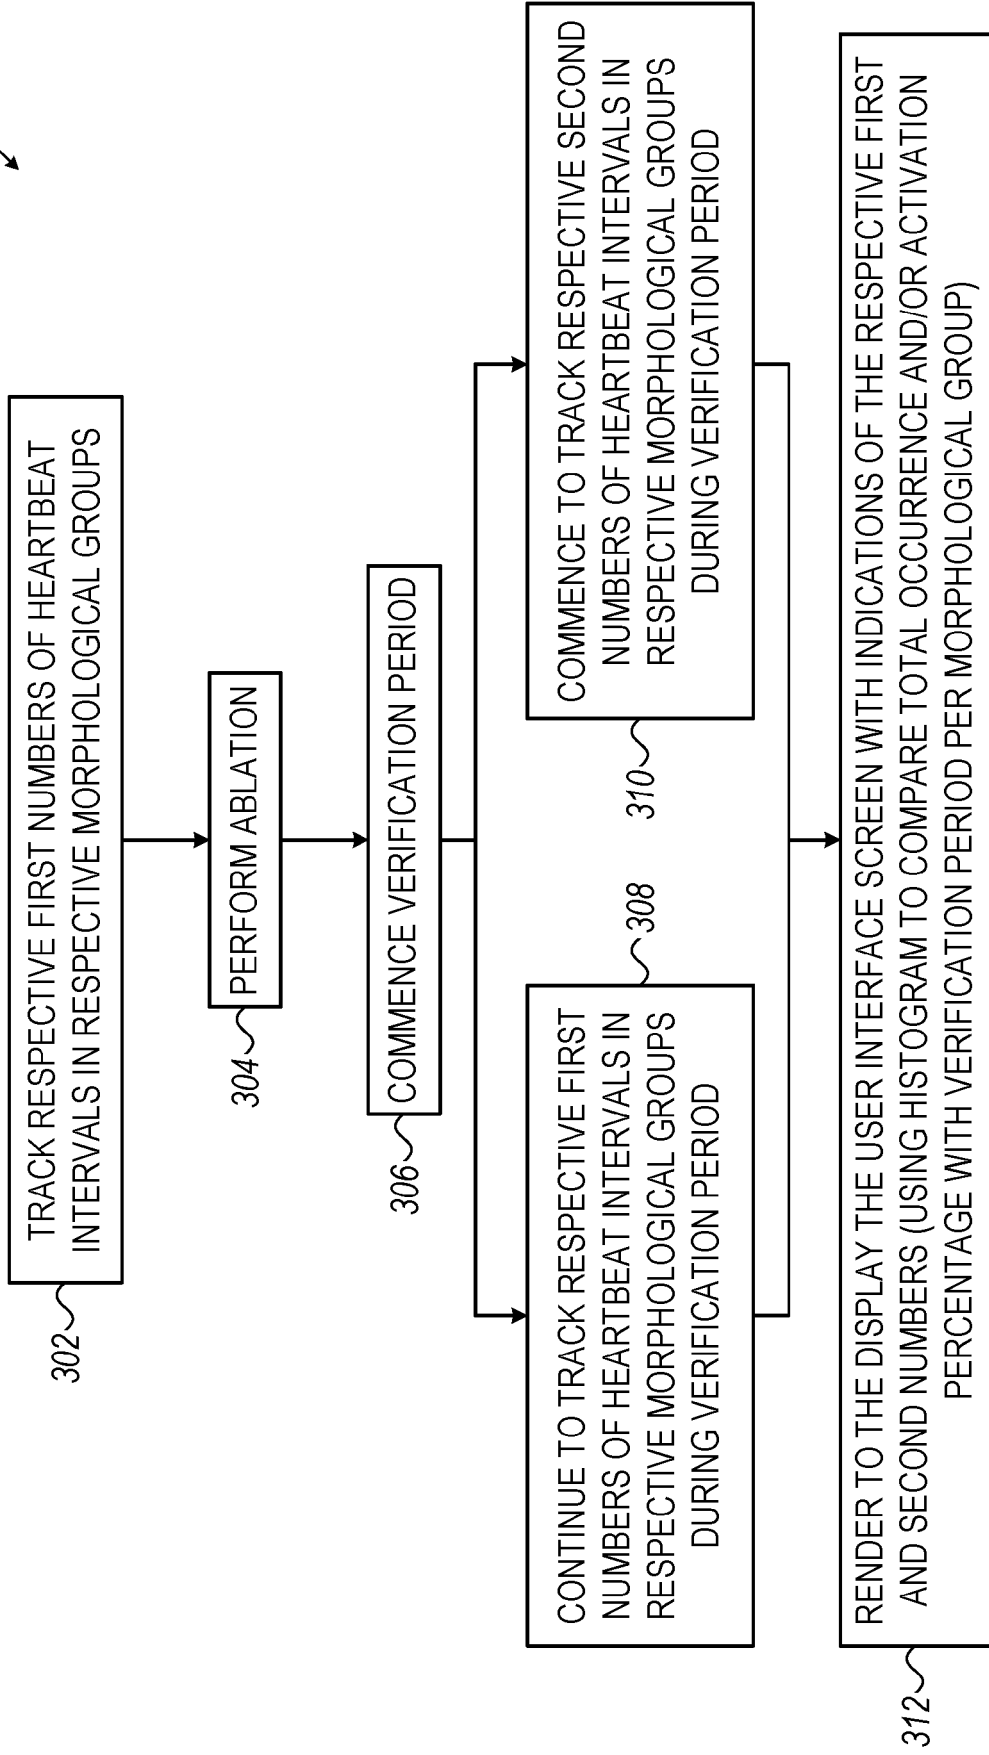 302
TRACK RESPECTIVE FIRST NUMBERS OF HEARTBEAT
INTERVALS IN RESPECTIVE MORPHOLOGICAL GROUPS
304
PERFORM ABLATION
306
COMMENCE VERIFICATION PERIOD
308
CONTINUE TO TRACK RESPECTIVE FIRST
NUMBERS OF HEARTBEAT INTERVALS IN
RESPECTIVE MORPHOLOGICAL GROUPS
DURING VERIFICATION PERIOD
310
COMMENCE TO TRACK RESPECTIVE SECOND
NUMBERS OF HEARTBEAT INTERVALS IN
RESPECTIVE MORPHOLOGICAL GROUPS
DURING VERIFICATION PERIOD
312
RENDER TO THE DISPLAY THE USER INTERFACE SCREEN WITH INDICATIONS OF THE RESPECTIVE FIRST
AND SECOND NUMBERS (USING HISTOGRAM TO COMPARE TOTAL OCCURRENCE AND/OR ACTIVATION
PERCENTAGE WITH VERIFICATION PERIOD PER MORPHOLOGICAL GROUP)